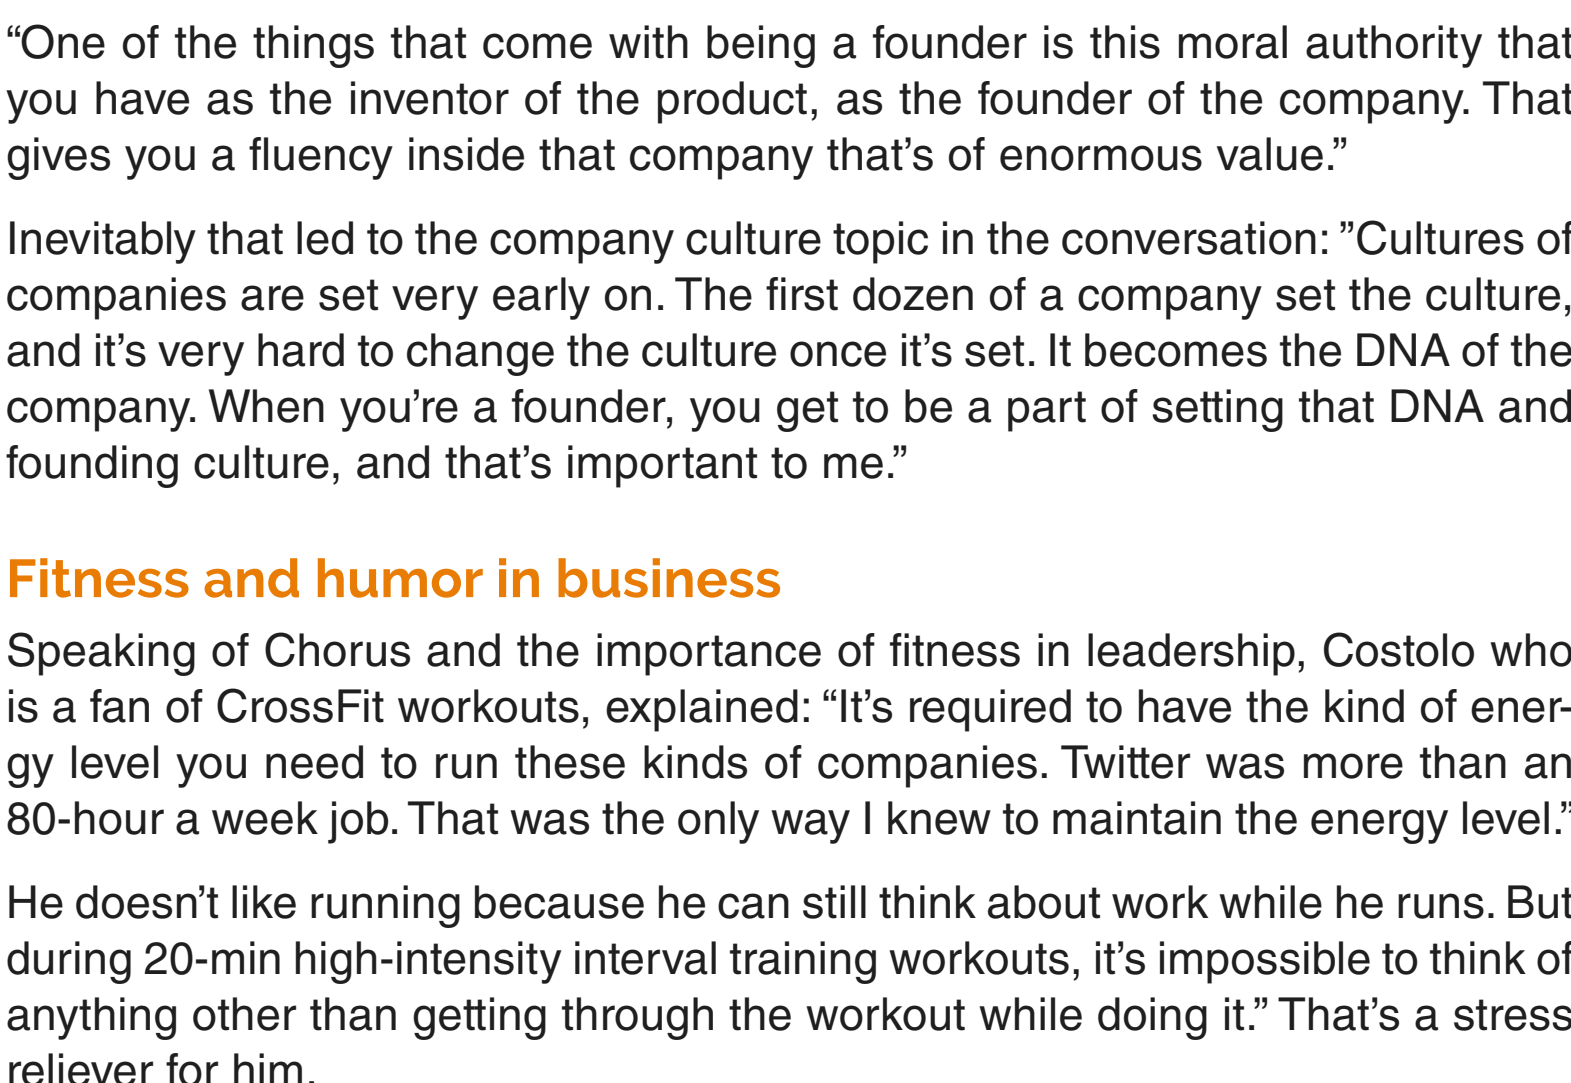 “One of the things that come with being a founder is this moral authority that
you have as the inventor of the product, as the founder of the company. That
gives you a fluency inside that company that’s of enormous value.”
Inevitably that led to the company culture topic in the conversation: ”Cultures of
companies are set very early on. The first dozen of a company set the culture,
and it’s very hard to change the culture once it’s set. It becomes the DNA of the
company. When you’re a founder, you get to be a part of setting that DNA and
founding culture, and that’s important to me.”
Fitness and humor in business
Speaking of Chorus and the importance of fitness in leadership, Costolo who
is a fan of CrossFit workouts, explained: “It’s required to have the kind of ener-
gy level you need to run these kinds of companies. Twitter was more than an
80-hour a week job. That was the only way I knew to maintain the energy level.”
He doesn’t like running because he can still think about work while he runs. But
during 20-min high-intensity interval training workouts, it’s impossible to think of
anything other than getting through the workout while doing it.” That’s a stress
reliever for him.